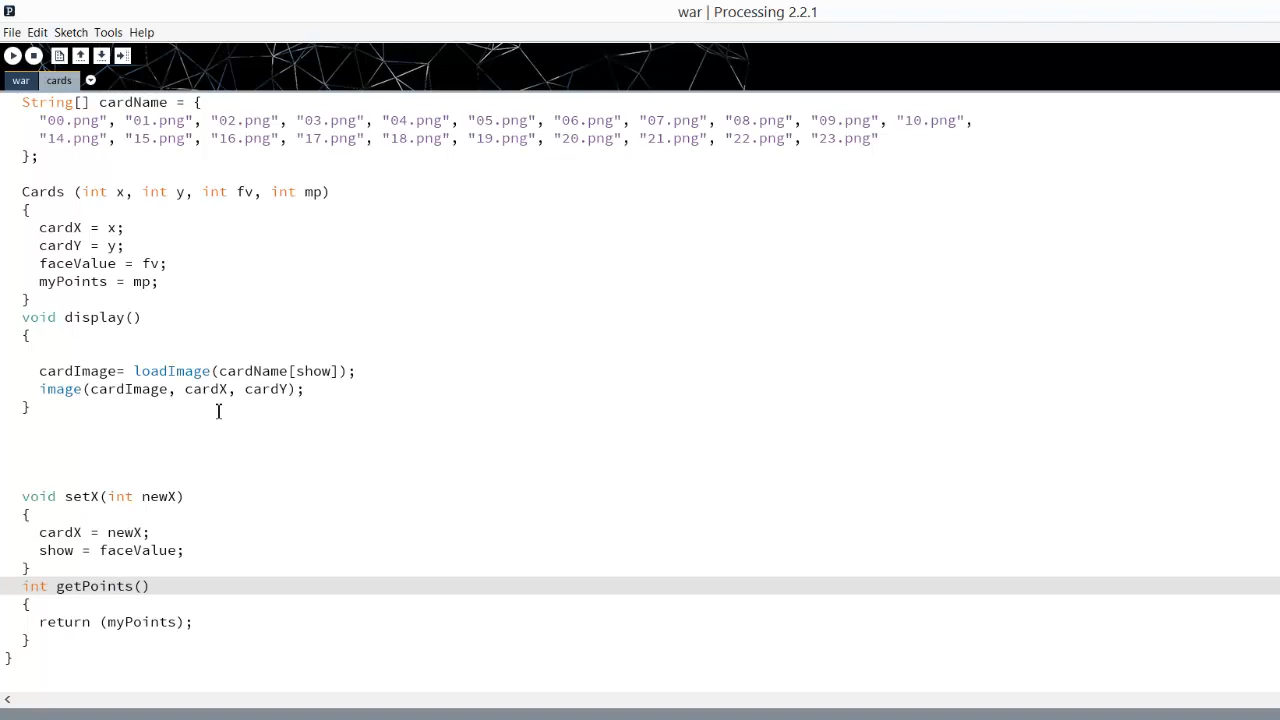 war | Processing 2.2.1
File Edit Sketch Tools Help
war cards
String[] cardName = {
"00.png", "01.png", "02.png", "03.png", "04.png", "05.png", "06.png", "07.png", "08.png", "09.png", "10.png",
"14.png", "15.png", "16.png", "17.png", "18.png", "19.png", "20.png", "21.png", "22.png", "23.png"
};
Cards (int x, int y, int fv, int mp)
{
cardX = x;
cardY = y;
faceValue = fv;
myPoints = mp;
}
void display()
{
cardImage= loadImage(cardName[show]);
image(cardImage, cardX, cardY);
}
void setX(int newX)
{
cardX = newX;
show = faceValue;
}
int getPoints()
{
return (myPoints);
}
}